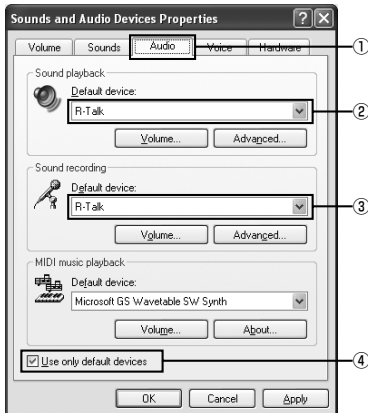 Sounds and Audio Devices Properties
Volume Sounds Audio Voice Hardware
①
Sound playback
Default device:
R-Talk
②
Volume... Advanced...
Sound recording
Default device:
R-Talk
③
Volume... Advanced...
MIDI music playback
Default device:
Microsoft GS Wavetable SW Synth
Volume... About...
Use only default devices
④
OK Cancel Apply